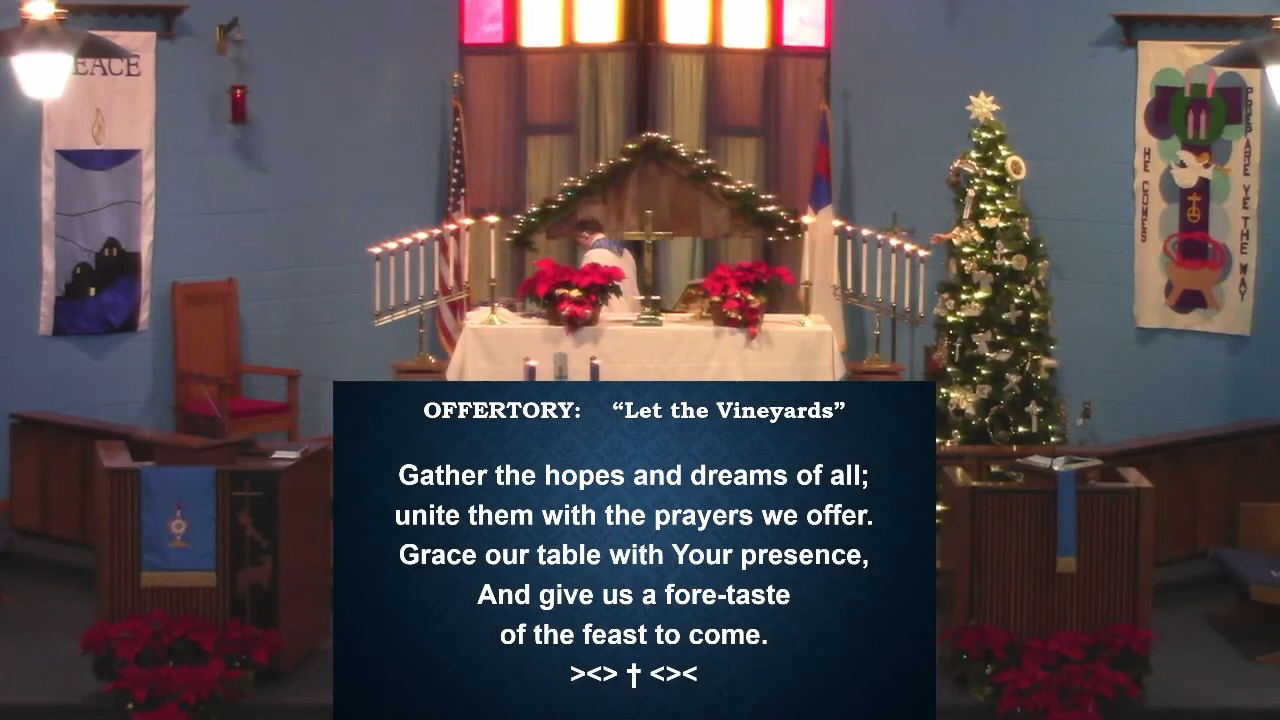 PEACE
HE COMES
PREPARE YE THE WAY
OFFERTORY: “Let the Vineyards”
Gather the hopes and dreams of all;
unite them with the prayers we offer.
Grace our table with Your presence,
And give us a fore-taste
of the feast to come.
><> † <><